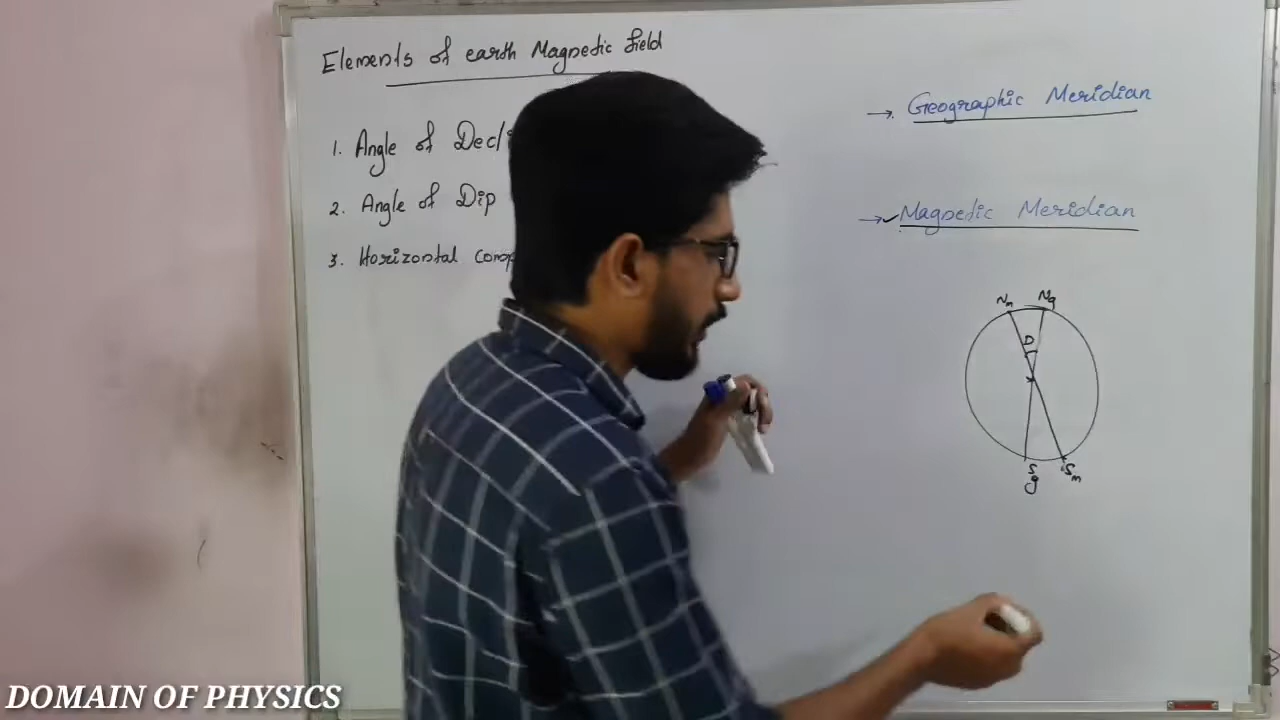 Elements of earth Magnetic field
1. Angle of Decli
2. Angle of Dip
3. Horizontal comp
→. Geographic Meridian
→ ✓Magnetic Meridian
Nm Ng
D
Sg Sm
DOMAIN OF PHYSICS